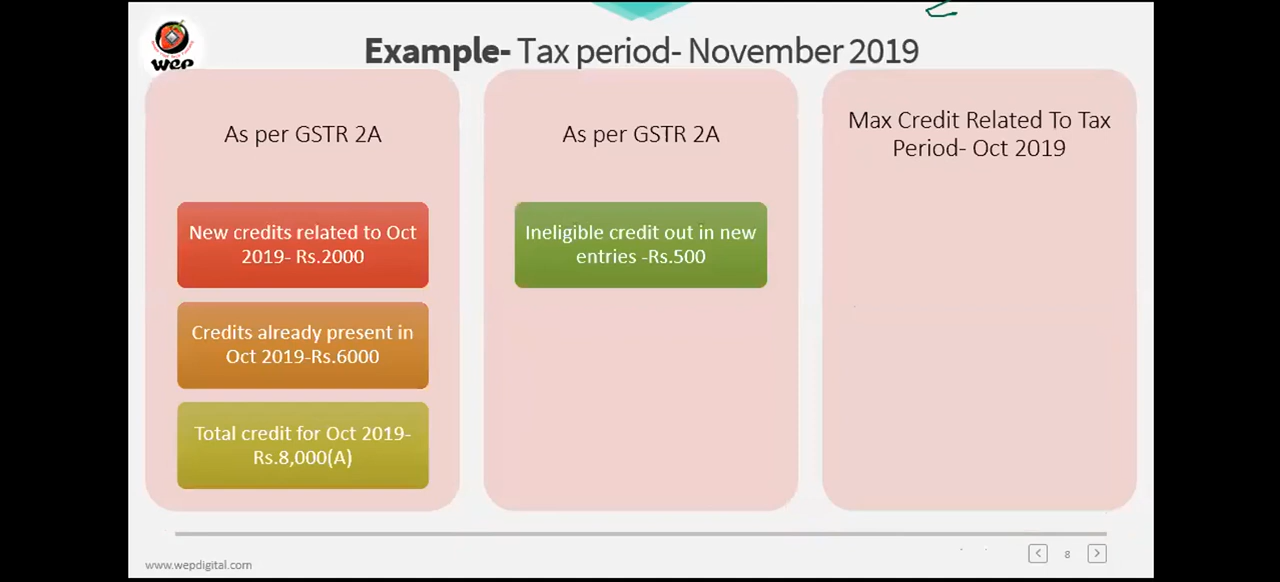 WeP
Example- Tax period- November 2019
As per GSTR 2A
New credits related to Oct
2019- Rs.2000
Credits already present in
Oct 2019-Rs.6000
Total credit for Oct 2019-
Rs.8,000(A)
As per GSTR 2A
Ineligible credit out in new
entries -Rs.500
Max Credit Related To Tax
Period- Oct 2019
www.wepdigital.com
8